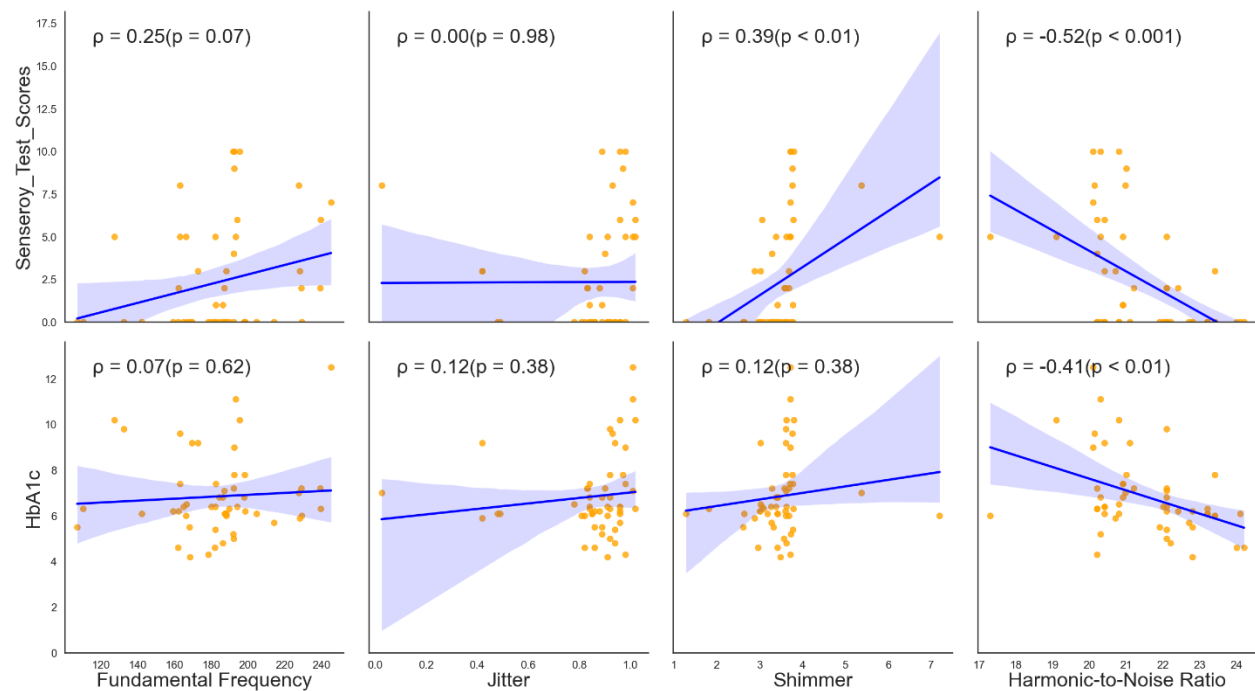 ρ = 0.25(p = 0.07)
ρ = 0.00(p = 0.98)
ρ = 0.39(p < 0.01)
ρ = -0.52(p < 0.001)
17.5
15.0
12.5
10.0
7.5
5.0
2.5
0.0
Senseroy_Test_Scores
ρ = 0.07(p = 0.62)
ρ = 0.12(p = 0.38)
ρ = 0.12(p = 0.38)
ρ = -0.41(p < 0.01)
12
10
8
6
4
2
0
HbA1c
120 140 160 180 200 220 240
0.0 0.2 0.4 0.6 0.8 1.0
1 2 3 4 5 6 7
17 18 19 20 21 22 23 24
Fundamental Frequency
Jitter
Shimmer
Harmonic-to-Noise Ratio